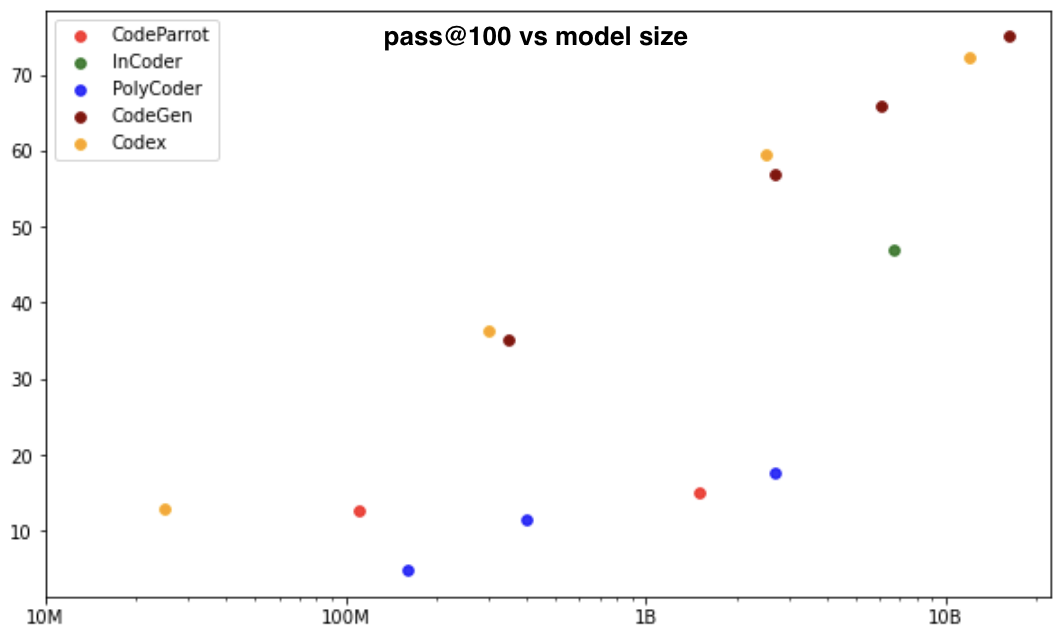 pass@100 vs model size
CodeParrot
InCoder
PolyCoder
CodeGen
Codex
70
60
50
40
30
20
10
10M 100M 1B 10B